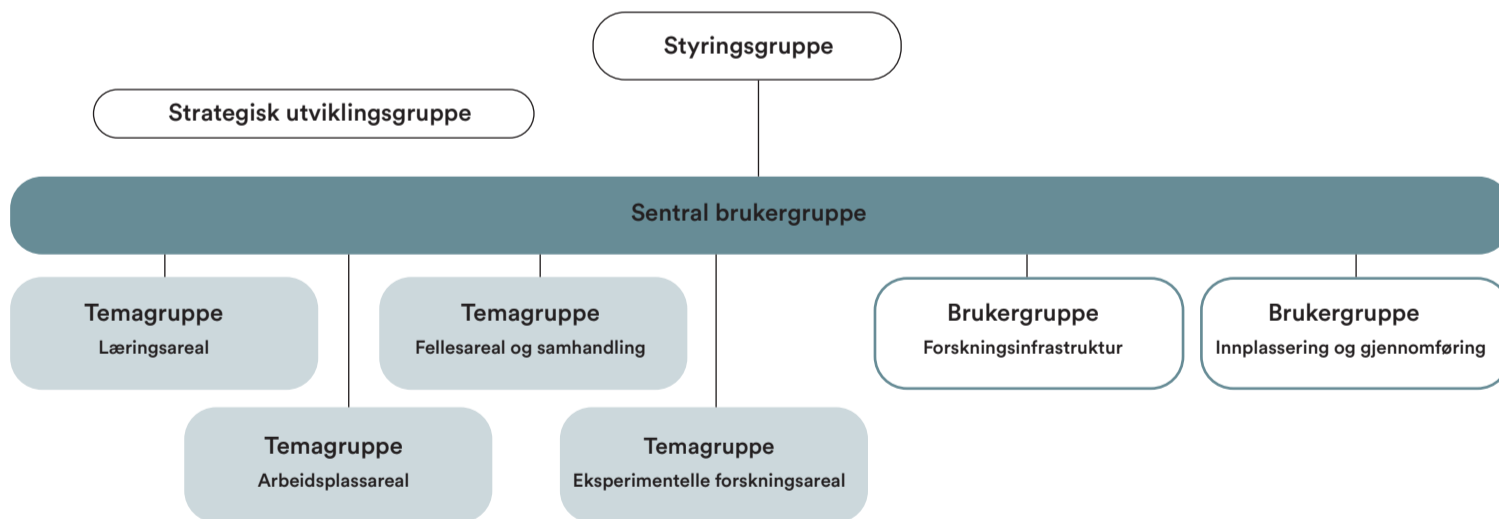 Styringsgruppe
Strategisk utviklingsgruppe
Sentral brukergruppe
Temagruppe
Læringsareal
Temagruppe
Fellesareal og samhandling
Brukergruppe
Forskningsinfrastruktur
Brukergruppe
Innplassering og gjennomføring
Temagruppe
Arbeidsplassareal
Temagruppe
Eksperimentelle forskningsareal